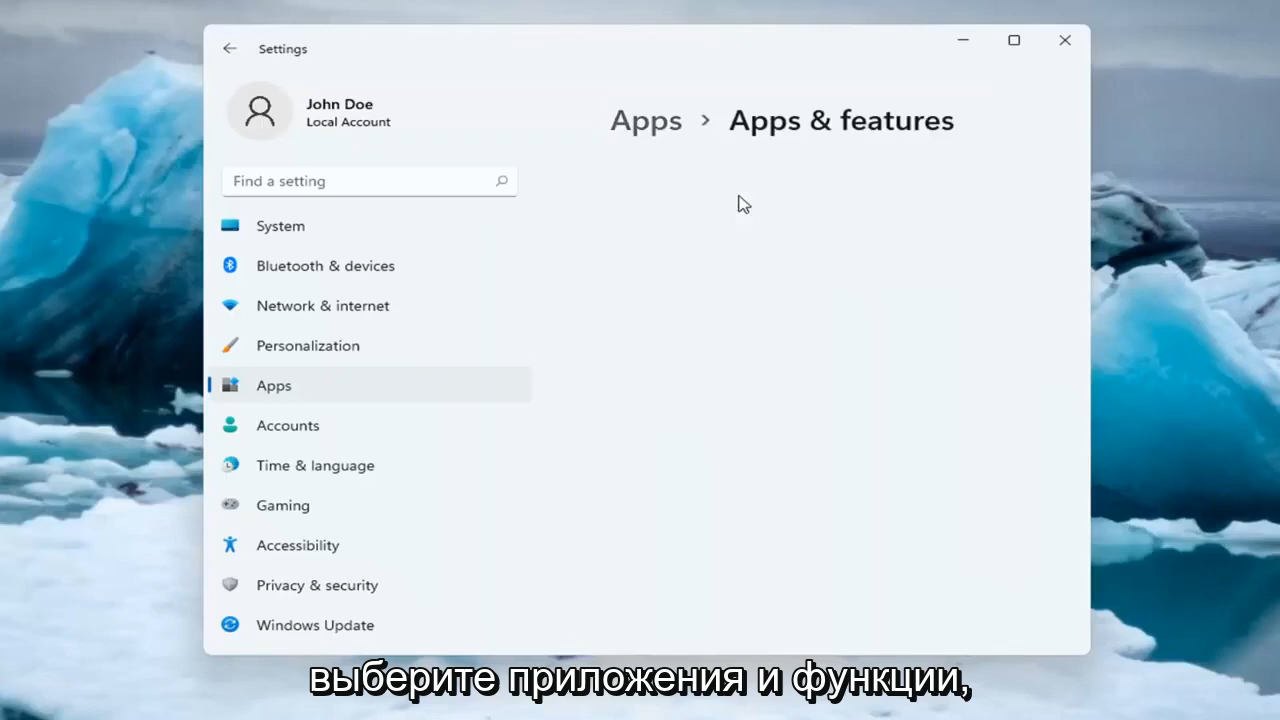 Settings
John Doe
Local Account
Find a setting
System
Bluetooth & devices
Network & internet
Personalization
Apps
Accounts
Time & language
Gaming
Accessibility
Privacy & security
Windows Update
Apps > Apps & features
выберите приложения и функции,